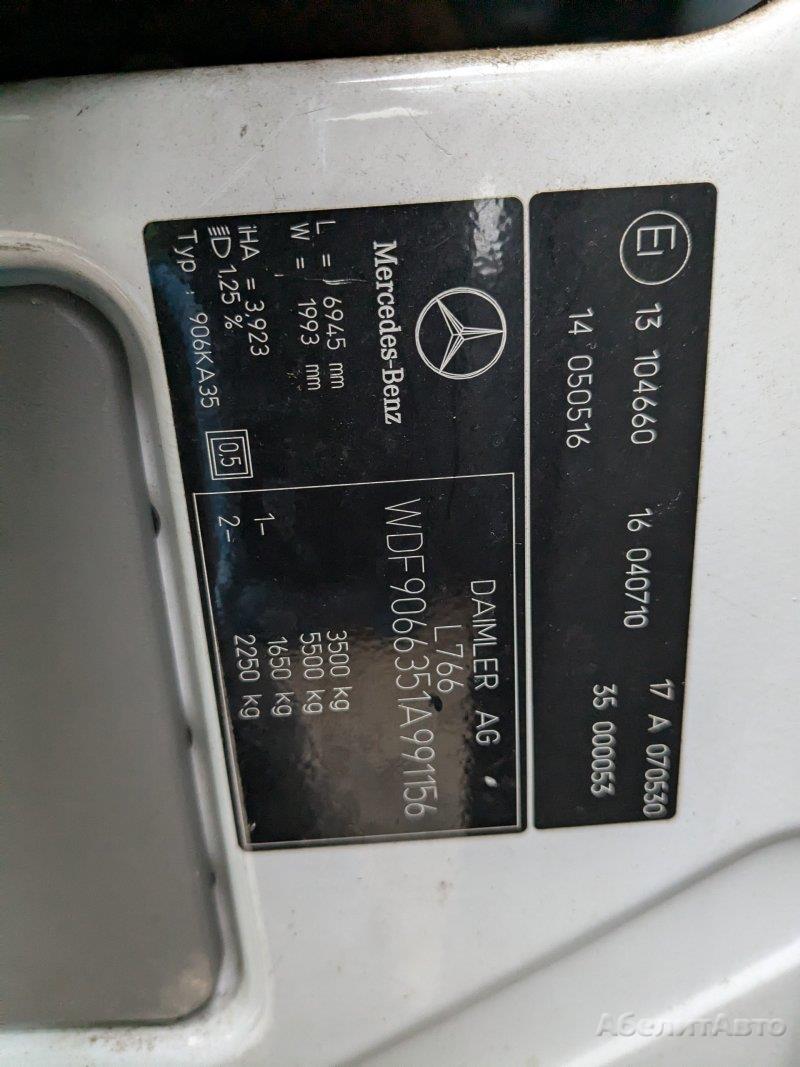 E1 13 104660 16 040710 17 A 070530
14 050516 35 000053
Mercedes-Benz
L = 6945 mm
W = 1993 mm
iHA = 3,923
1,25 %
Typ : 906KA35
0.5
DAIMLER AG
L766
WDF9066351A991156
3500 kg
5500 kg
1- 1650 kg
2- 2250 kg
АбелитАвто